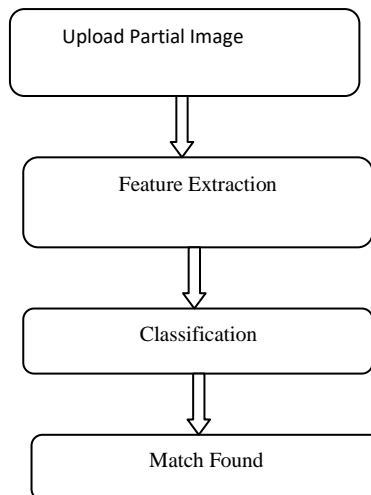 Upload Partial Image
Feature Extraction
Classification
Match Found